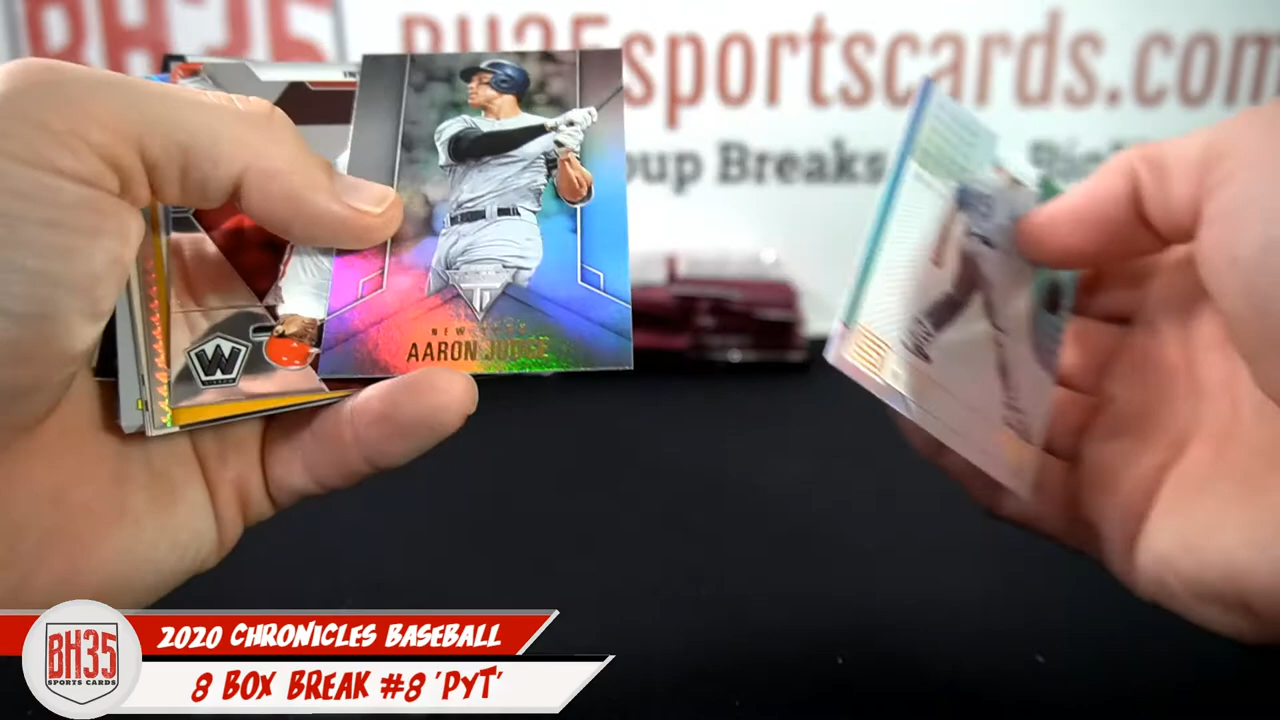 BH35
BH35sportscards.com
oup Breaks
NEW YORK
AARON JUDGE
W
BH35
SPORTS CARDS
2020 CHRONICLES BASEBALL
8 BOX BREAK #8 'PYT'